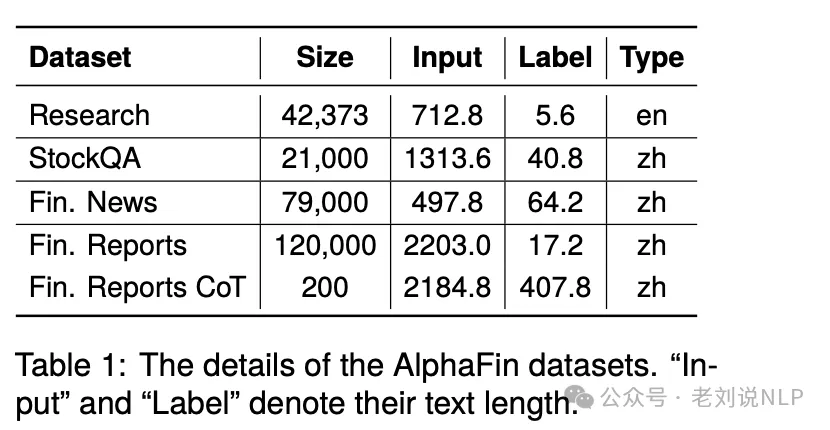 Dataset Size Input Label Type
Research 42,373 712.8 5.6 en
StockQA 21,000 1313.6 40.8 zh
Fin. News 79,000 497.8 64.2 zh
Fin. Reports 120,000 2203.0 17.2 zh
Fin. Reports CoT 200 2184.8 407.8 zh
Table 1: The details of the AlphaFin datasets. “In-
put” and “Label” denote their text length.
公众号 · 老刘说NLP